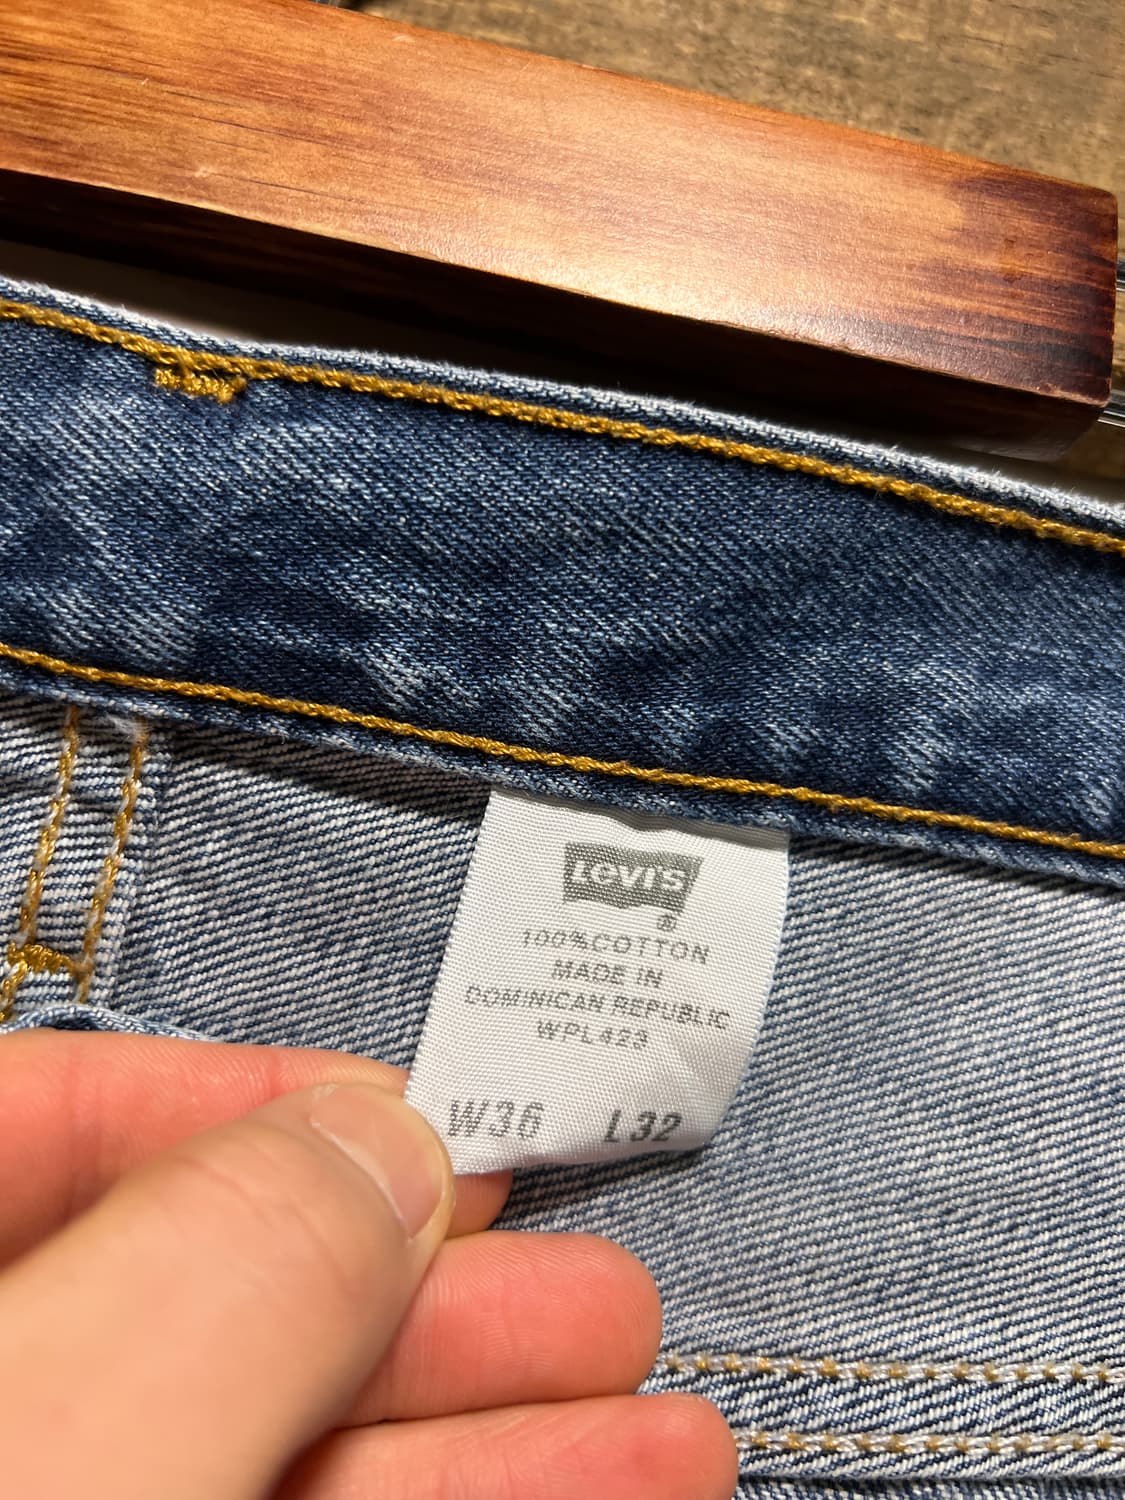 Levi's
®
100%COTTON
MADE IN
DOMINICAN REPUBLIC
WPL423
W36 L32